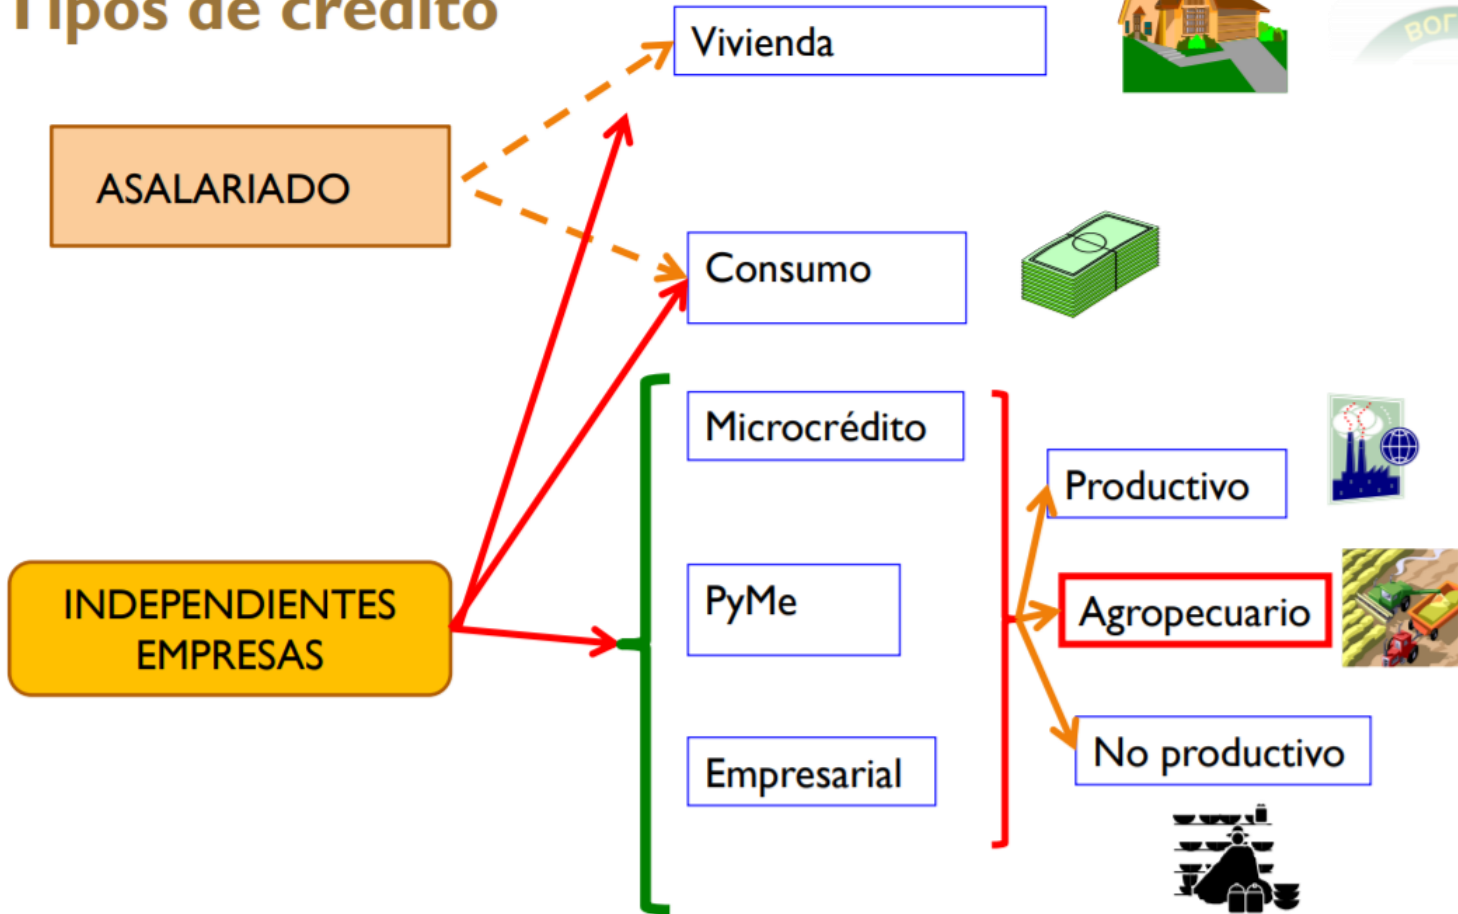 Tipos de crédito
Vivienda
ASALARIADO
Consumo
Microcrédito
Productivo
INDEPENDIENTES
EMPRESAS
PyMe
Agropecuario
Empresarial
No productivo